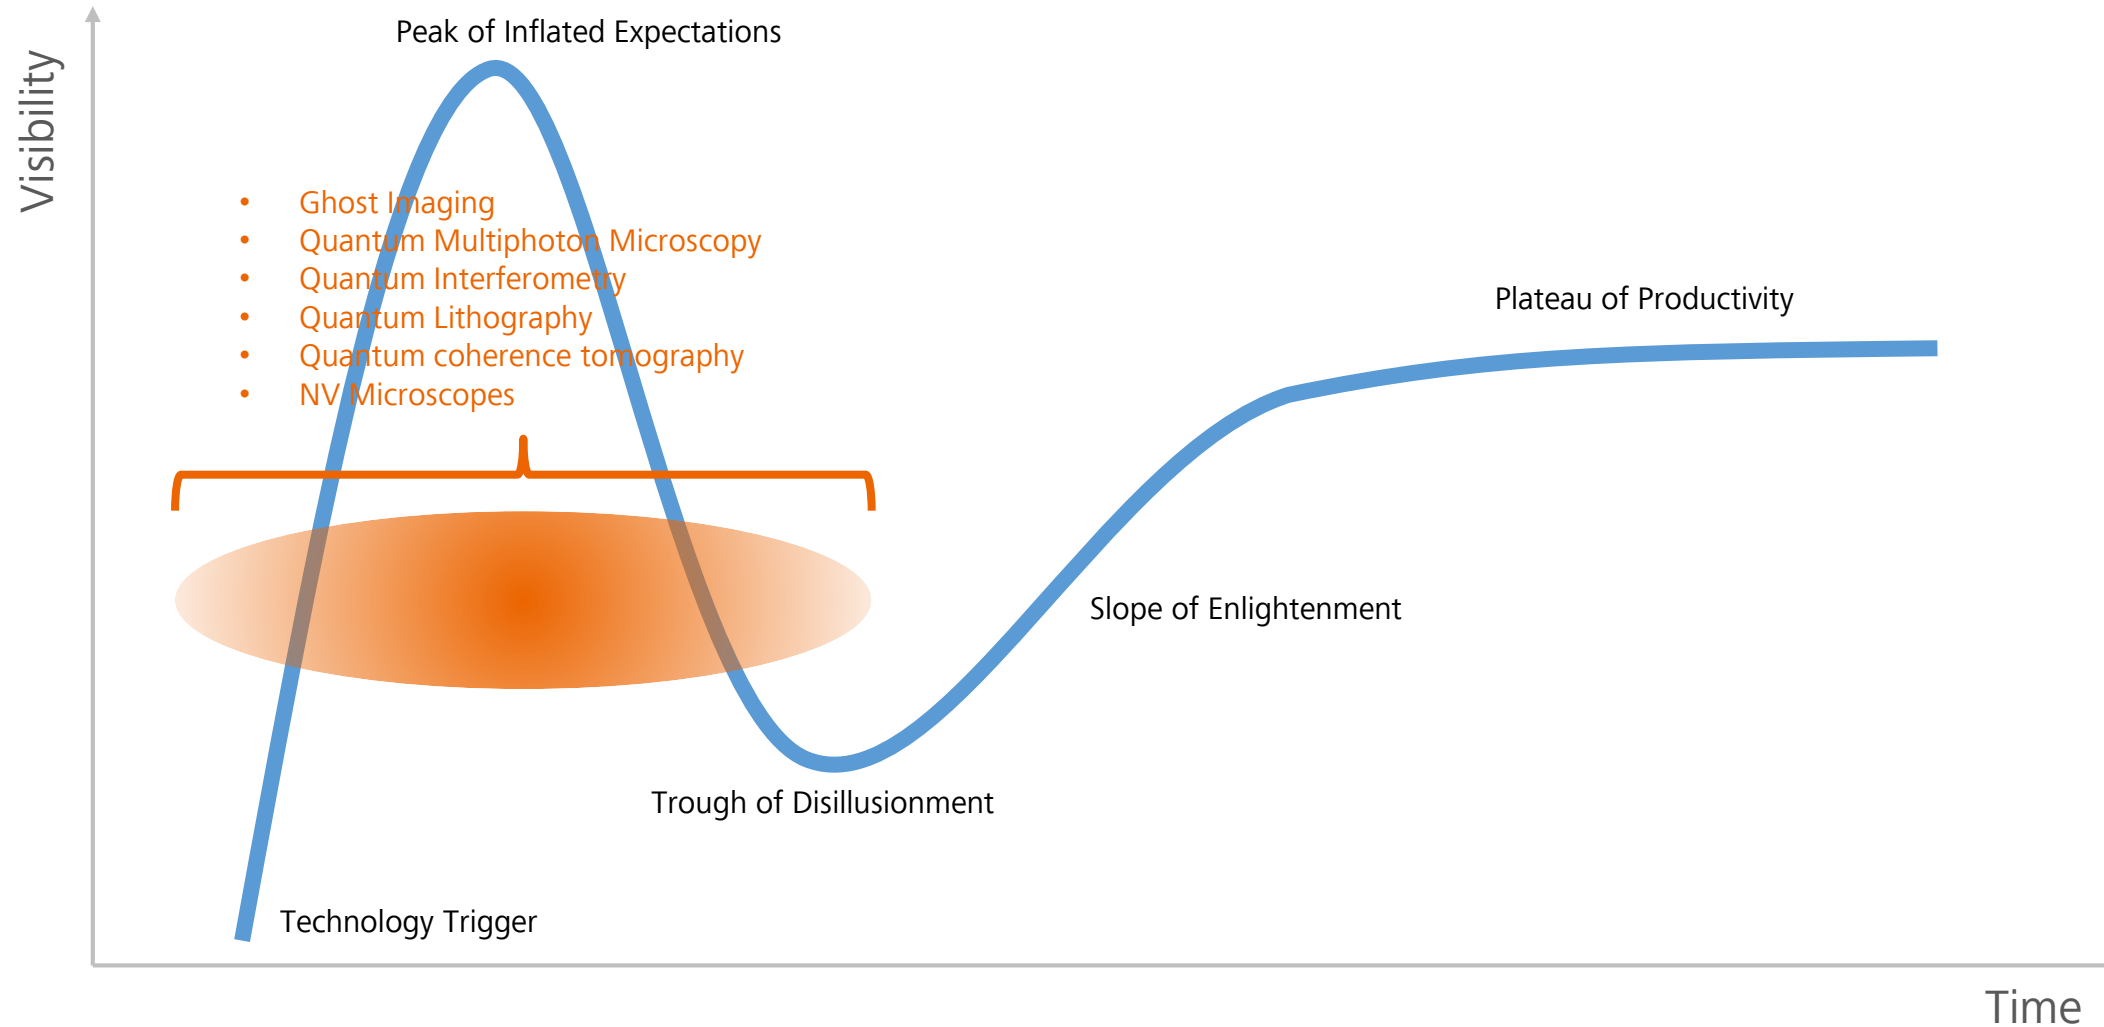 Peak of Inflated Expectations
Visibility
• Ghost Imaging
• Quantum Multiphoton Microscopy
• Quantum Interferometry
• Quantum Lithography
• Quantum coherence tomography
• NV Microscopes
Plateau of Productivity
Slope of Enlightenment
Trough of Disillusionment
Technology Trigger
Time